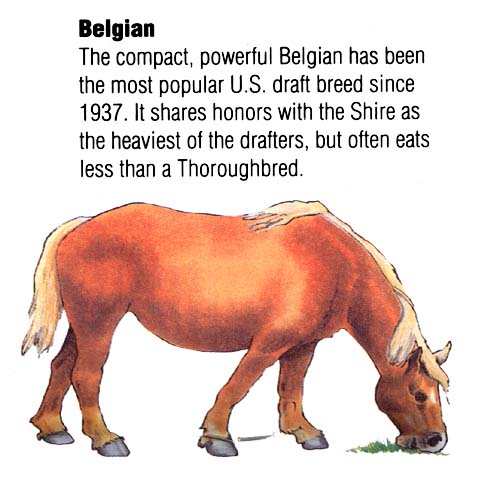 Belgian
The compact, powerful Belgian has been
the most popular U.S. draft breed since
1937. It shares honors with the Shire as
the heaviest of the drafters, but often eats
less than a Thoroughbred.